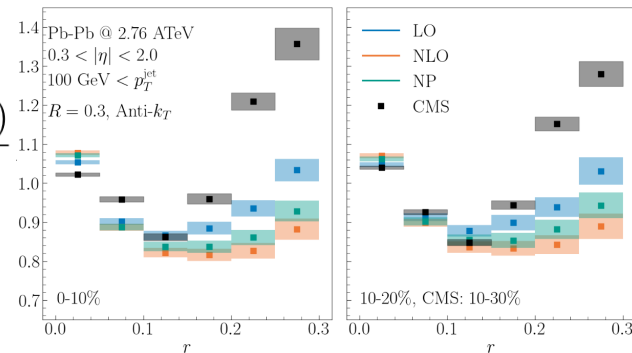 )
1.4
1.3
1.2
1.1
1.0
0.9
0.8
0.7
Pb-Pb @ 2.76 ATeV
0.3 < |η| < 2.0
100 GeV < p_T^jet
R = 0.3, Anti-k_T
0-10%
0.0 0.1 0.2 0.3
r
LO
NLO
NP
CMS
10-20%, CMS: 10-30%
0.0 0.1 0.2 0.3
r